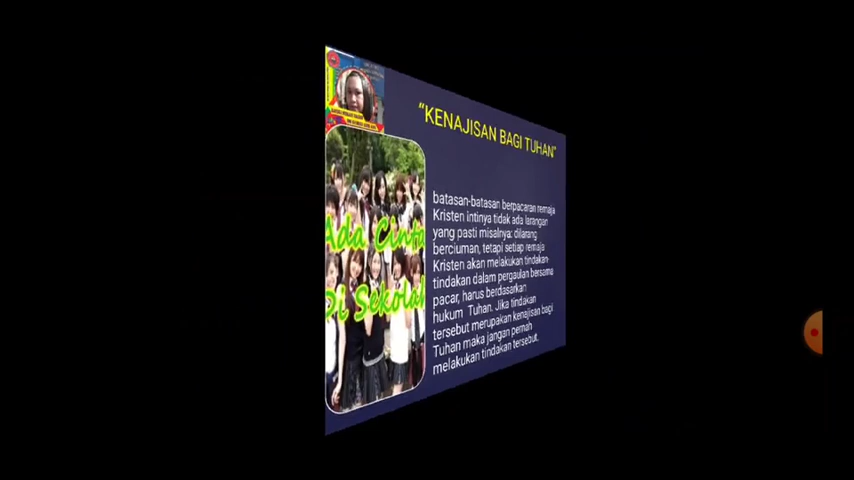 "KENAJISAN BAGI TUHAN"
batasan-batasan berpacaran remaja
Kristen intinya tidak ada larangan
yang pasti misalnya: dilarang
berciuman, tetapi setiap remaja
Kristen akan melakukan tindakan-
tindakan dalam pergaulan bersama
pacar, harus berdasarkan
hukum Tuhan. Jika tindakan
tersebut merupakan kenajisan bagi
Tuhan maka jangan pernah
melakukan tindakan tersebut.
Ada Cinta
Di Sekolah